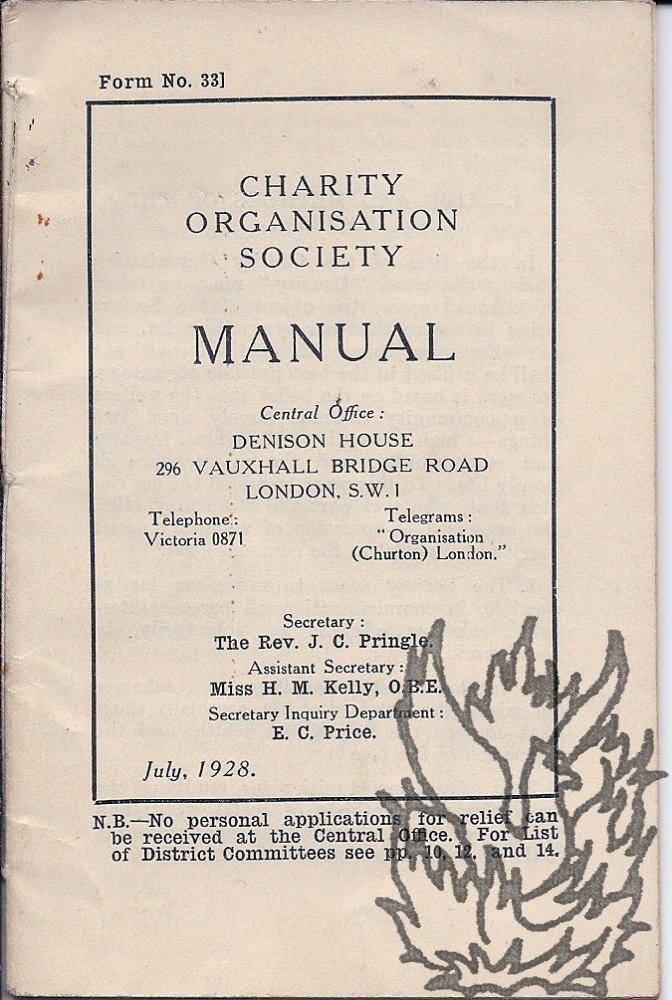 Form No. 33]
CHARITY
ORGANISATION
SOCIETY
MANUAL
Central Office:
DENISON HOUSE
296 VAUXHALL BRIDGE ROAD
LONDON, S.W.1
Telephone:
Victoria 0871
Telegrams:
"Organisation
(Churton) London."
Secretary:
The Rev. J. C. Pringle.
Assistant Secretary:
Miss H. M. Kelly, O.B.E.
Secretary Inquiry Department:
E. C. Price.
July, 1928.
N.B.—No personal applications for relief can
be received at the Central Office. For List
of District Committees see pp. 10, 12, and 14.